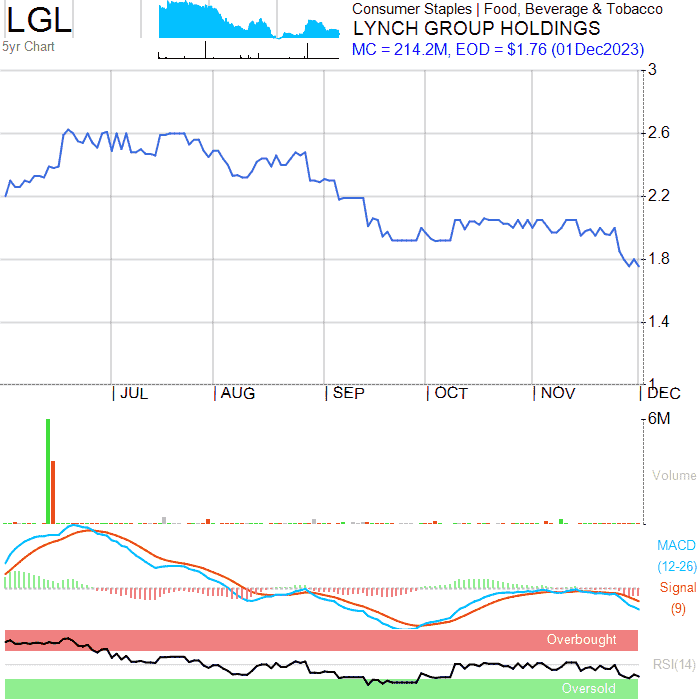 LGL
5yr Chart
Consumer Staples | Food, Beverage & Tobacco
LYNCH GROUP HOLDINGS
MC = 214.2M, EOD = $1.76 (01Dec2023)
3
2.6
2.2
2
1.8
1.4
1
| JUL | AUG | SEP | OCT | NOV | DEC
6M
Volume
MACD
(12-26)
Signal
(9)
Overbought
RSI(14)
Oversold